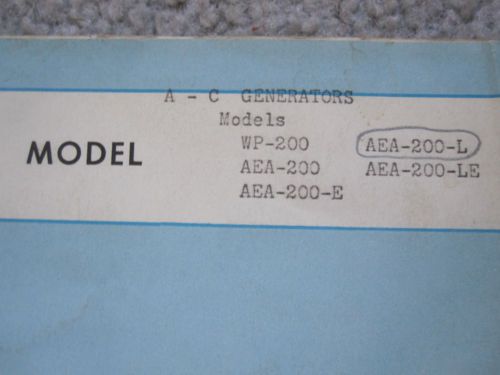 A - C GENERATORS
Models
MODEL
WP-200 AEA-200-L
AEA-200 AEA-200-LE
AEA-200-E